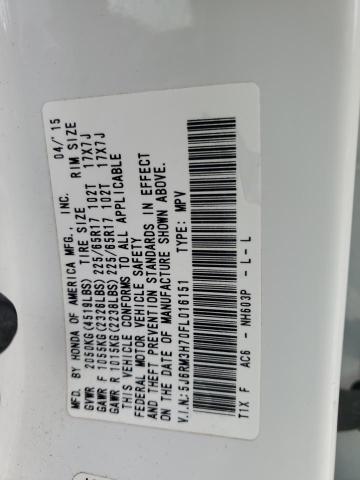 MFD. BY HONDA OF AMERICA MFG., INC. 04/15
GVWR 2050KG(4519LBS) TIRE SIZE RIM SIZE
GAWR F 1055KG(2326LBS) 225/65R17 102T 17X7J
GAWR R 1015KG(2238LBS) 225/65R17 102T 17X7J
THIS VEHICLE CONFORMS TO ALL APPLICABLE
FEDERAL MOTOR VEHICLE SAFETY
AND THEFT PREVENTION STANDARDS IN EFFECT
ON THE DATE OF MANUFACTURE SHOWN ABOVE.
V.I.N.:5J6RM3H70FL016151 TYPE: MPV
T1X F AC6 - NH603P - L - L